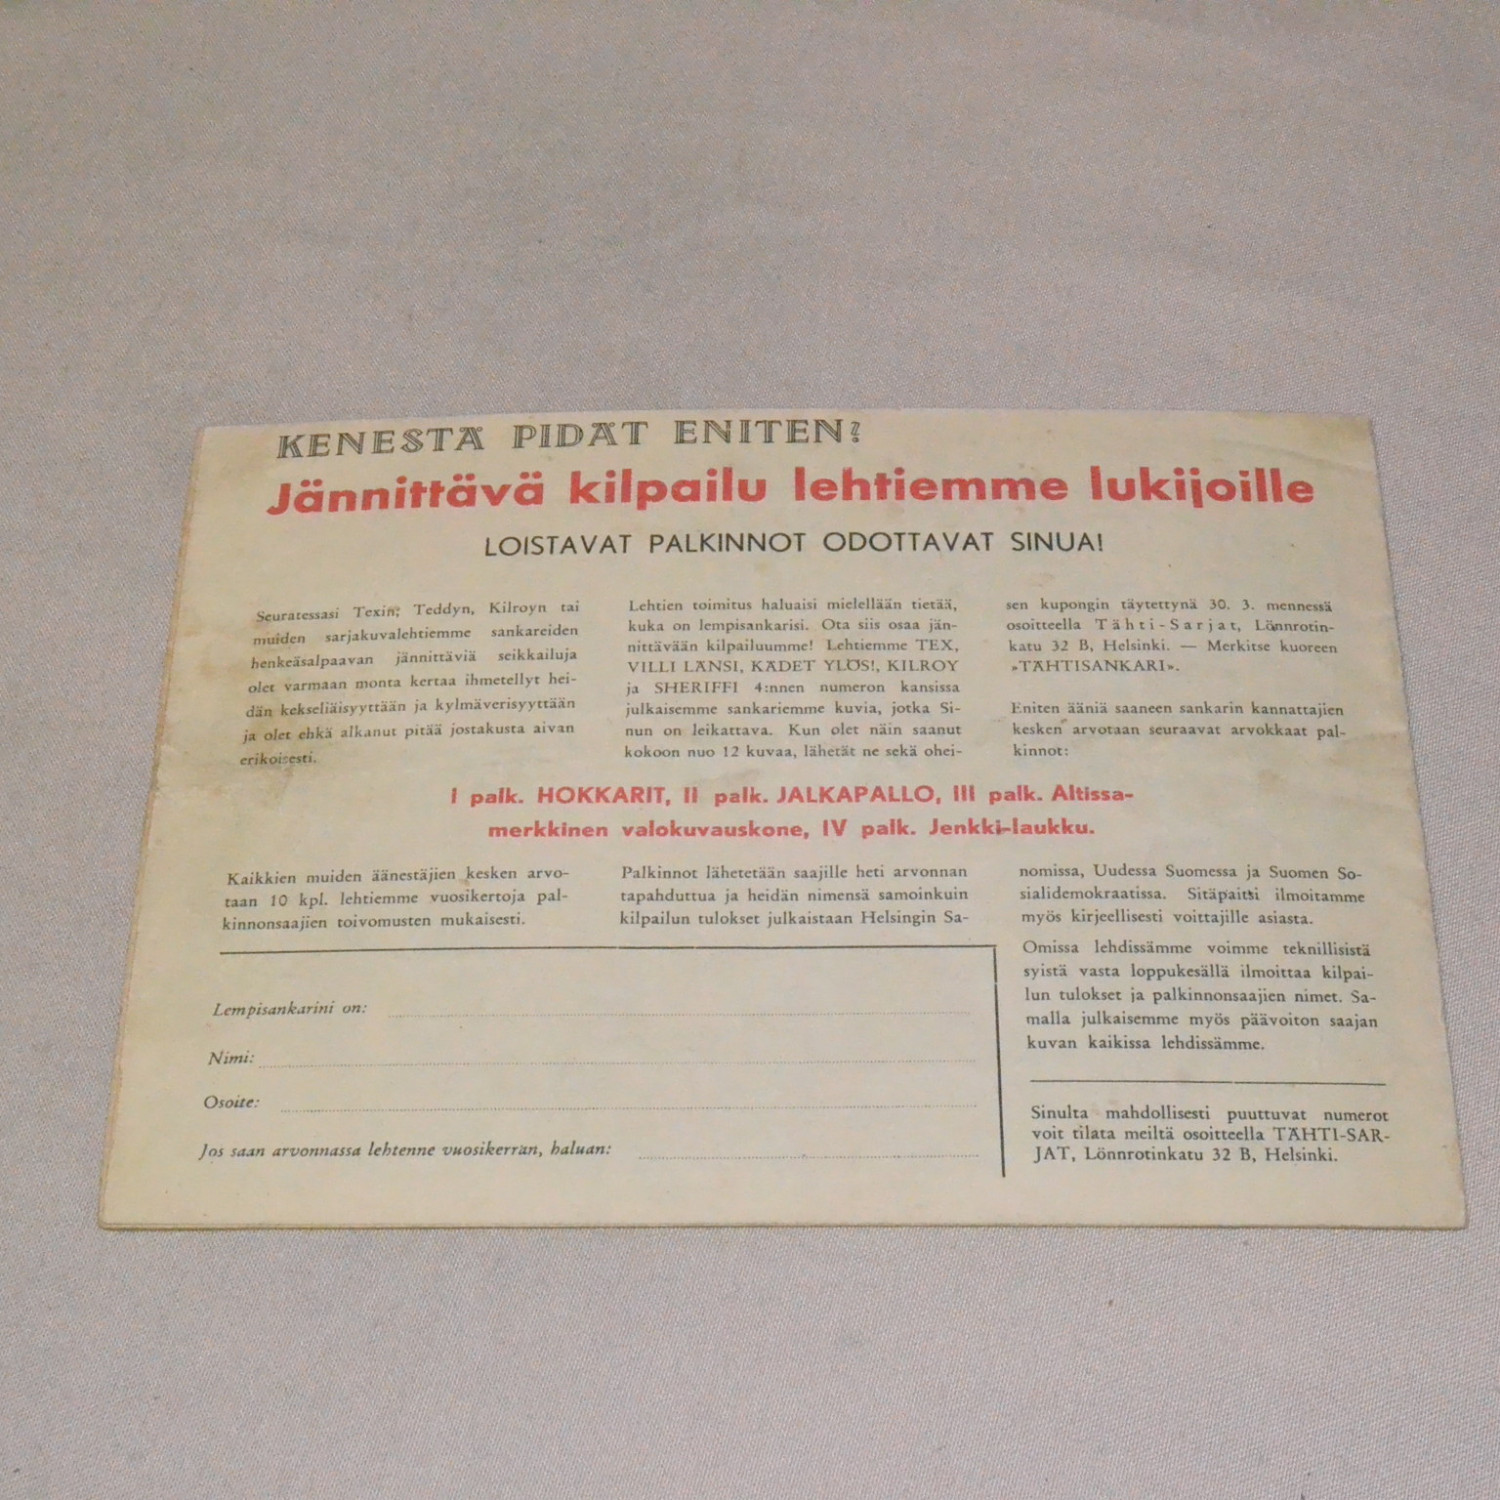 KENESTÄ PIDÄT ENITEN?
Jännittävä kilpailu lehtiemme lukijoille
LOISTAVAT PALKINNOT ODOTTAVAT SINUA!
Seuratessasi Texin, Teddyn, Kilroyn tai
muiden sarjakuvalehtiemme sankareiden
henkeäsalpaavan jännittäviä seikkailuja
olet varmaan monta kertaa ihmetellyt hei-
dän kekseliäisyyttään ja kylmäverisyyttään
ja olet ehkä alkanut pitää jostakusta aivan
erikoisesti.
Lehtien toimitus haluaisi mielellään tietää,
kuka on lempisankarisi. Ota siis osaa jän-
nittävään kilpailuumme! Lehtiemme TEX,
VILLI LÄNSI, KÄDET YLÖS!, KILROY
ja SHERIFFI 4:nnen numeron kansissa
julkaisemme sankariemme kuvia, jotka Si-
nun on leikattava. Kun olet näin saanut
kokoon nuo 12 kuvaa, lähetät ne sekä ohei-
sen kupongin täytettynä 30. 3. mennessä
osoitteella Tähti-Sarjat, Lönnrotin-
katu 32 B, Helsinki. — Merkitse kuoreen
»TÄHTISANKARI».
Eniten ääniä saaneen sankarin kannattajien
kesken arvotaan seuraavat arvokkaat pal-
kinnot:
I palk. HOKKARIT, II palk. JALKAPALLO, III palk. Altissa-
merkkinen valokuvauskone, IV palk. Jenkki-laukku.
Kaikkien muiden äänestäjien kesken arvo-
taan 10 kpl. lehtiemme vuosikertoja pal-
kinnonsaajien toivomusten mukaisesti.
Palkinnot lähetetään saajille heti arvonnan
tapahduttua ja heidän nimensä samoinkuin
kilpailun tulokset julkaistaan Helsingin Sa-
nomissa, Uudessa Suomessa ja Suomen So-
sialidemokraatissa. Sitäpaitsi ilmoitamme
myös kirjeellisesti voittajille asiasta.
Omissa lehdissämme voimme teknillisistä
syistä vasta loppukesällä ilmoittaa kilpai-
lun tulokset ja palkinnonsaajien nimet. Sa-
malla julkaisemme myös päävoiton saajan
kuvan kaikissa lehdissämme.
Sinulta mahdollisesti puuttuvat numerot
voit tilata meiltä osoitteella TÄHTI-SAR-
JAT, Lönnrotinkatu 32 B, Helsinki.
Lempisankarini on:
Nimi:
Osoite:
Jos saan arvonnassa lehtenne vuosikerran, haluan: